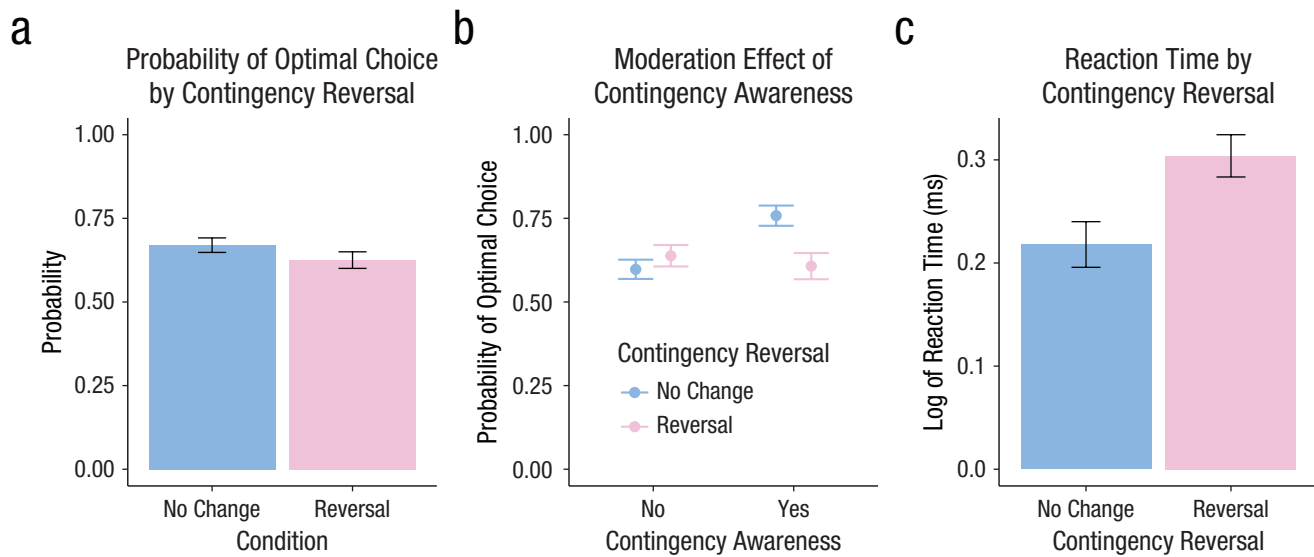 a
Probability of Optimal Choice
by Contingency Reversal
Probability
1.00
0.75
0.50
0.25
0.00
No Change
Reversal
Condition
b
Moderation Effect of
Contingency Awareness
Probability of Optimal Choice
1.00
0.75
0.50
0.25
0.00
Contingency Reversal
No Change
Reversal
No
Yes
Contingency Awareness
c
Reaction Time by
Contingency Reversal
Log of Reaction Time (ms)
0.3
0.2
0.1
0.0
No Change
Reversal
Contingency Reversal